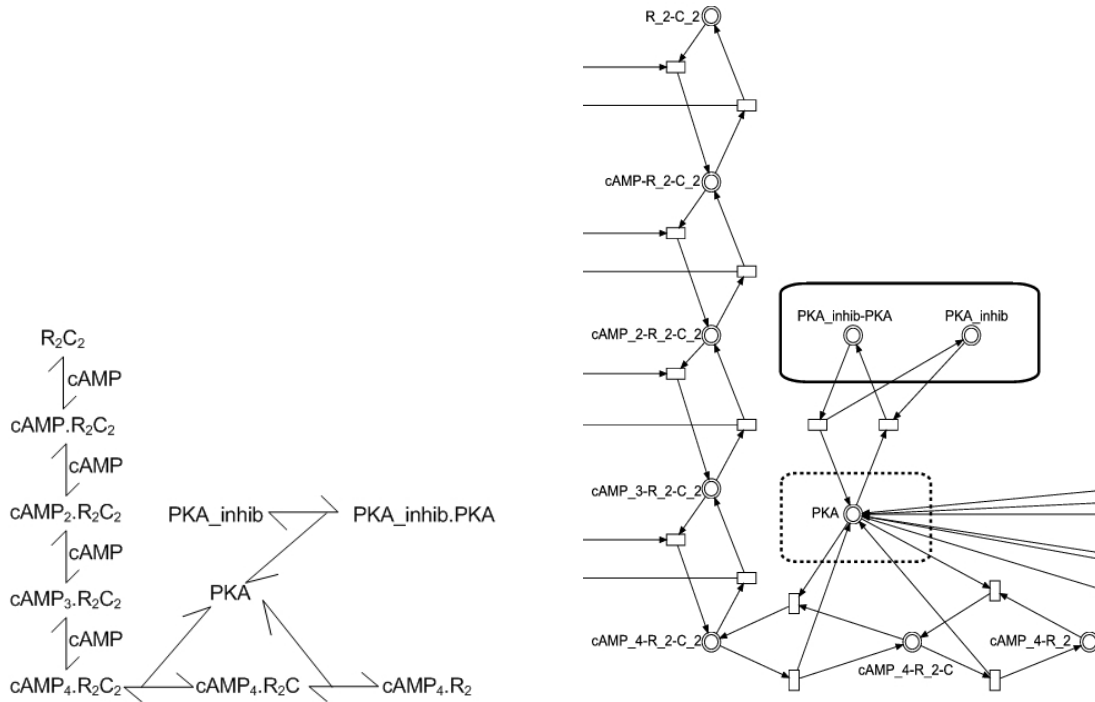 R₂C₂
cAMP
cAMP.R₂C₂
cAMP
cAMP₂.R₂C₂
cAMP
cAMP₃.R₂C₂
cAMP
cAMP₄.R₂C₂
cAMP₄.R₂C
cAMP₄.R₂
PKA_inhib
PKA_inhib.PKA
PKA
R_2-C_2
cAMP-R_2-C_2
cAMP_2-R_2-C_2
cAMP_3-R_2-C_2
cAMP_4-R_2-C_2
PKA_inhib-PKA
PKA_inhib
PKA
cAMP_4-R_2-C
cAMP_4-R_2